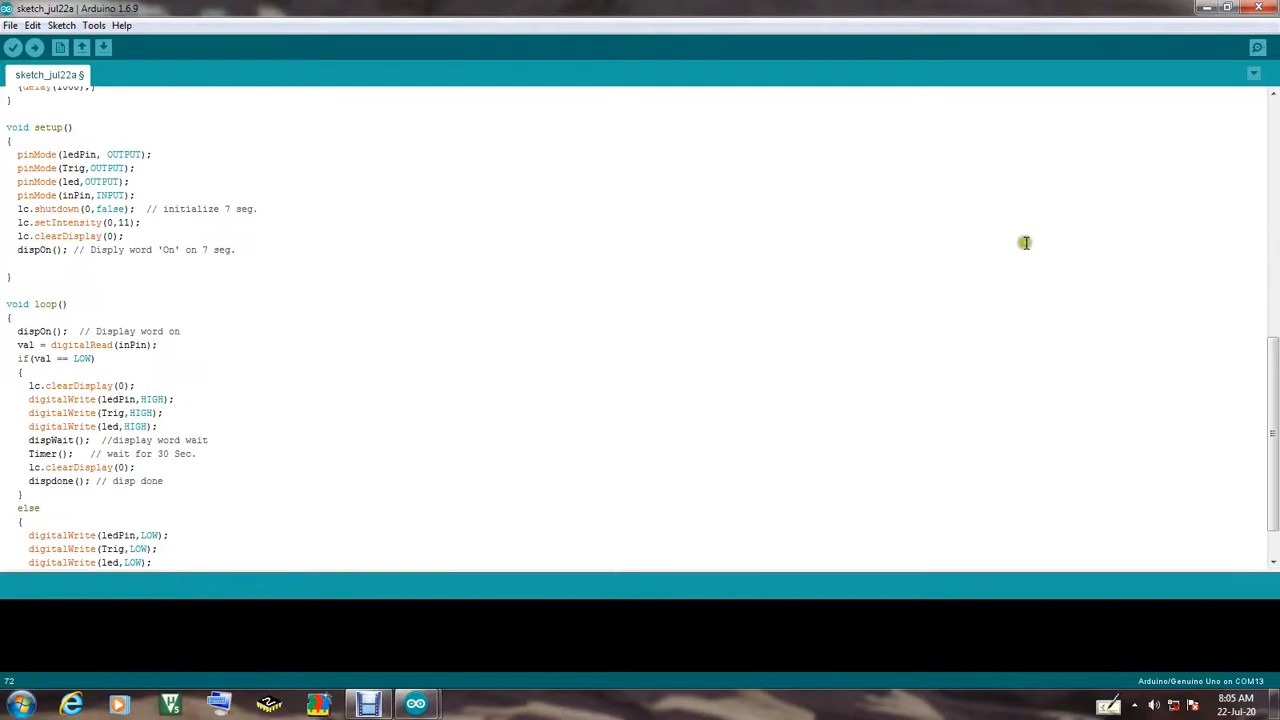 sketch_jul22a | Arduino 1.6.9
File Edit Sketch Tools Help
sketch_jul22a §
{delay(1000);}
}
void setup()
{
pinMode(ledPin, OUTPUT);
pinMode(Trig,OUTPUT);
pinMode(led,OUTPUT);
pinMode(inPin,INPUT);
lc.shutdown(0,false);  // initialize 7 seg.
lc.setIntensity(0,11);
lc.clearDisplay(0);
dispOn(); // Disply word 'On' on 7 seg.
}
void loop()
{
dispOn();  // Display word on
val = digitalRead(inPin);
if(val == LOW)
{
lc.clearDisplay(0);
digitalWrite(ledPin,HIGH);
digitalWrite(Trig,HIGH);
digitalWrite(led,HIGH);
dispWait();  //display word wait
Timer();   // wait for 30 Sec.
lc.clearDisplay(0);
dispdone(); // disp done
}
else
{
digitalWrite(ledPin,LOW);
digitalWrite(Trig,LOW);
digitalWrite(led,LOW);
72
Arduino/Genuino Uno on COM13
8:05 AM
22-Jul-20